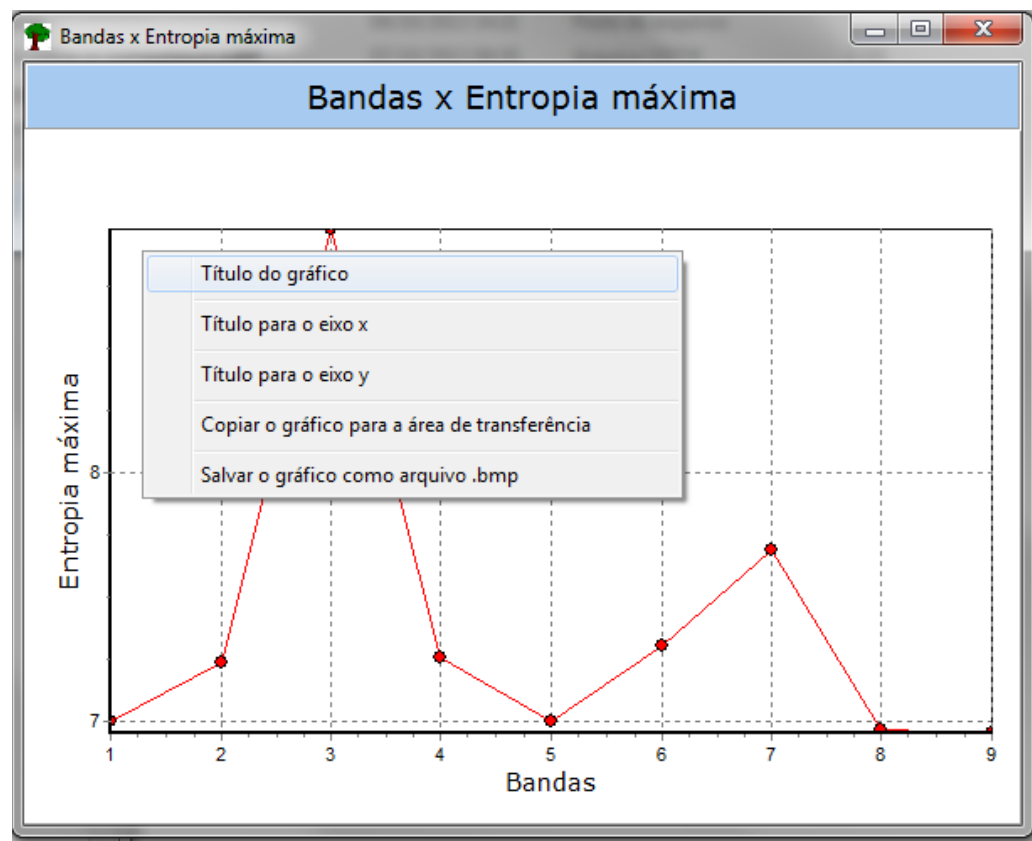 Bandas x Entropia máxima
Bandas x Entropia máxima
Título do gráfico
Título para o eixo x
Título para o eixo y
Copiar o gráfico para a área de transferência
Salvar o gráfico como arquivo .bmp
Entropia máxima
8
7
1 2 3 4 5 6 7 8 9
Bandas